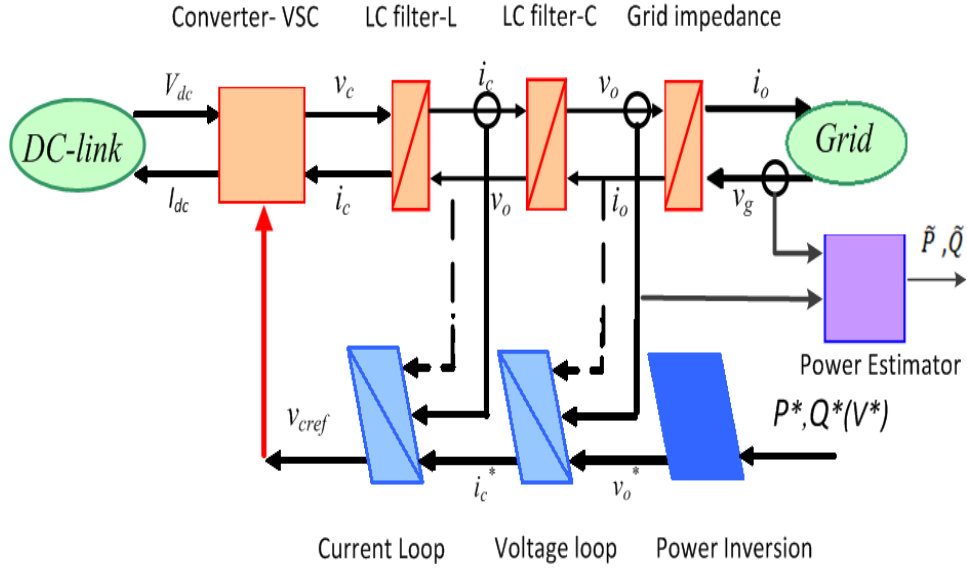 Converter- VSC
LC filter-L
LC filter-C
Grid impedance
V_dc
v_c
i_c
v_o
i_o
DC-link
Grid
I_dc
i_c
v_o
i_o
v_g
P̃ ,Q̃
Power Estimator
P*,Q*(V*)
v_cref
i_c*
v_o*
Current Loop
Voltage loop
Power Inversion